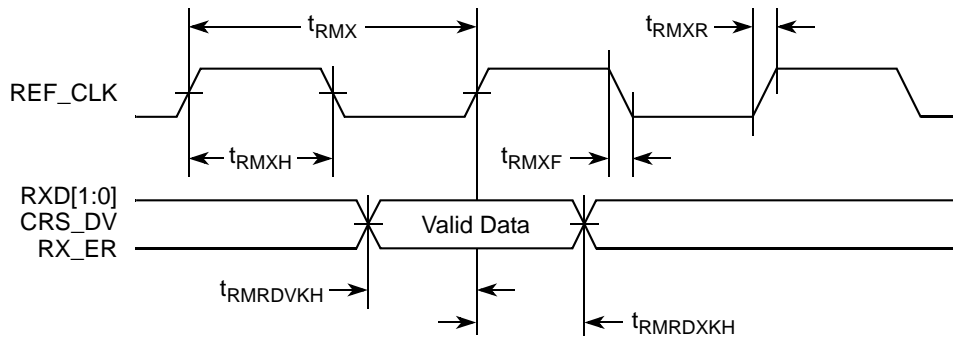 tRMX
tRMXR
REF_CLK
tRMXH
tRMXF
RXD[1:0]
CRS_DV
Valid Data
RX_ER
tRMRDVKH
tRMRDXKH